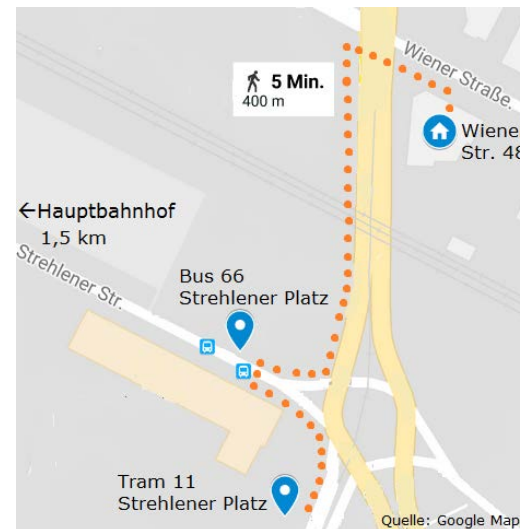 Wiener Straße.
5 Min.
400 m
Wiene
Str. 48
←Hauptbahnhof
1,5 km
Strehlener Str.
Bus 66
Strehlener Platz
Tram 11
Strehlener Platz
Quelle: Google Map